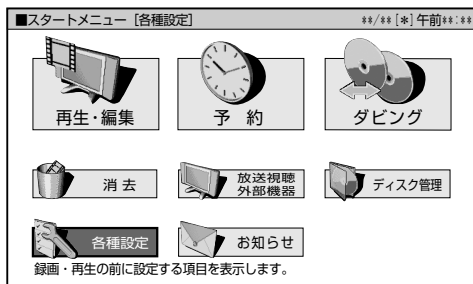 ■スタートメニュー［各種設定］
**/**[*]午前**:**
再生・編集
予 約
ダビング
消 去
放送視聴
外部機器
ディスク管理
各種設定
お知らせ
録画・再生の前に設定する項目を表示します。